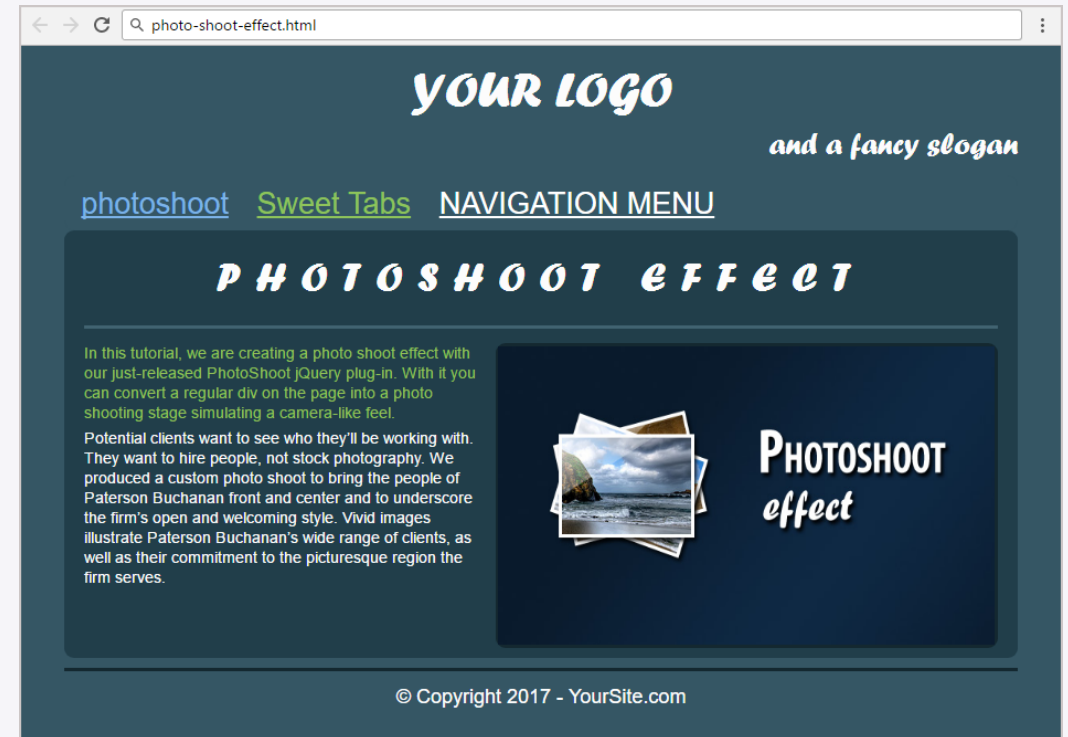 photo-shoot-effect.html
YOUR LOGO
and a fancy slogan
photoshoot Sweet Tabs NAVIGATION MENU
PHOTOSHOOT EFFECT
In this tutorial, we are creating a photo shoot effect with
our just-released PhotoShoot jQuery plug-in. With it you
can convert a regular div on the page into a photo
shooting stage simulating a camera-like feel.
Potential clients want to see who they’ll be working with.
They want to hire people, not stock photography. We
produced a custom photo shoot to bring the people of
Paterson Buchanan front and center and to underscore
the firm’s open and welcoming style. Vivid images
illustrate Paterson Buchanan’s wide range of clients, as
well as their commitment to the picturesque region the
firm serves.
PHOTOSHOOT
effect
© Copyright 2017 - YourSite.com